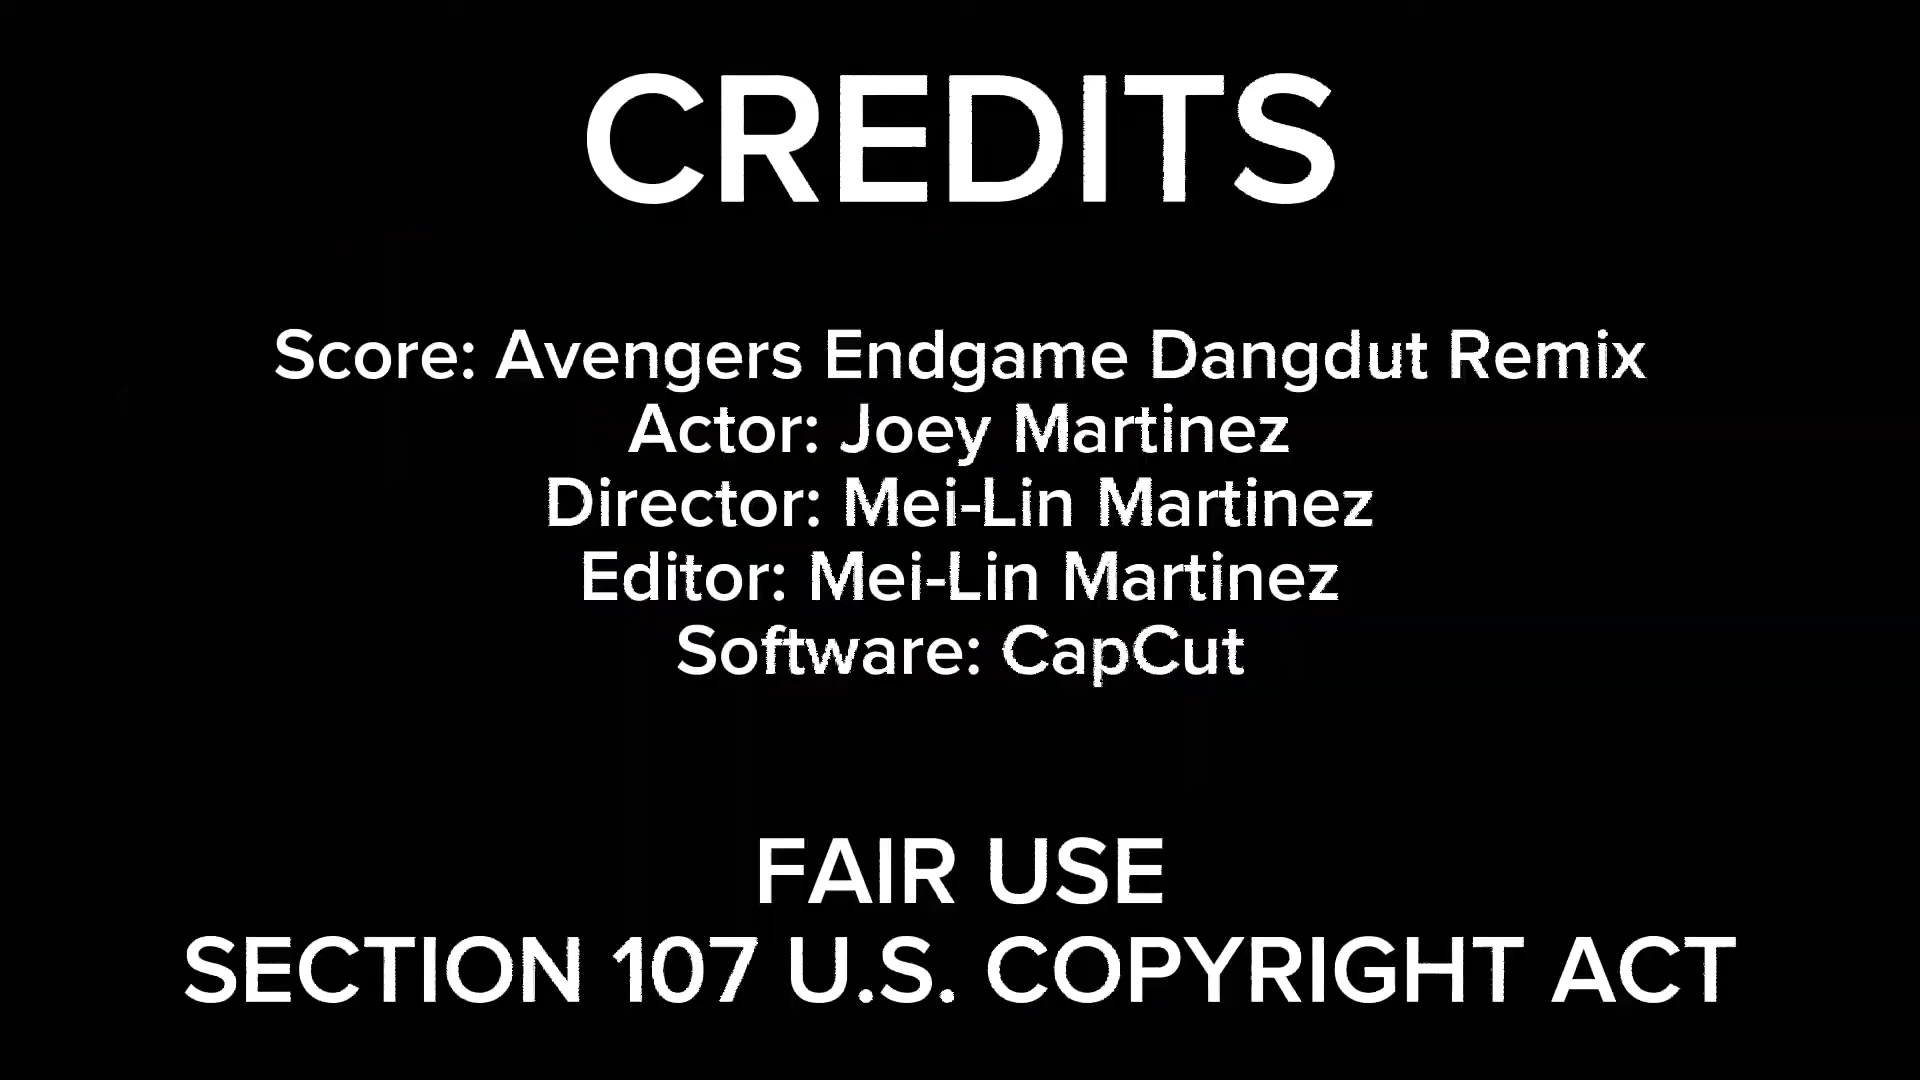 CREDITS
Score: Avengers Endgame Dangdut Remix
Actor: Joey Martinez
Director: Mei-Lin Martinez
Editor: Mei-Lin Martinez
Software: CapCut
FAIR USE
SECTION 107 U.S. COPYRIGHT ACT